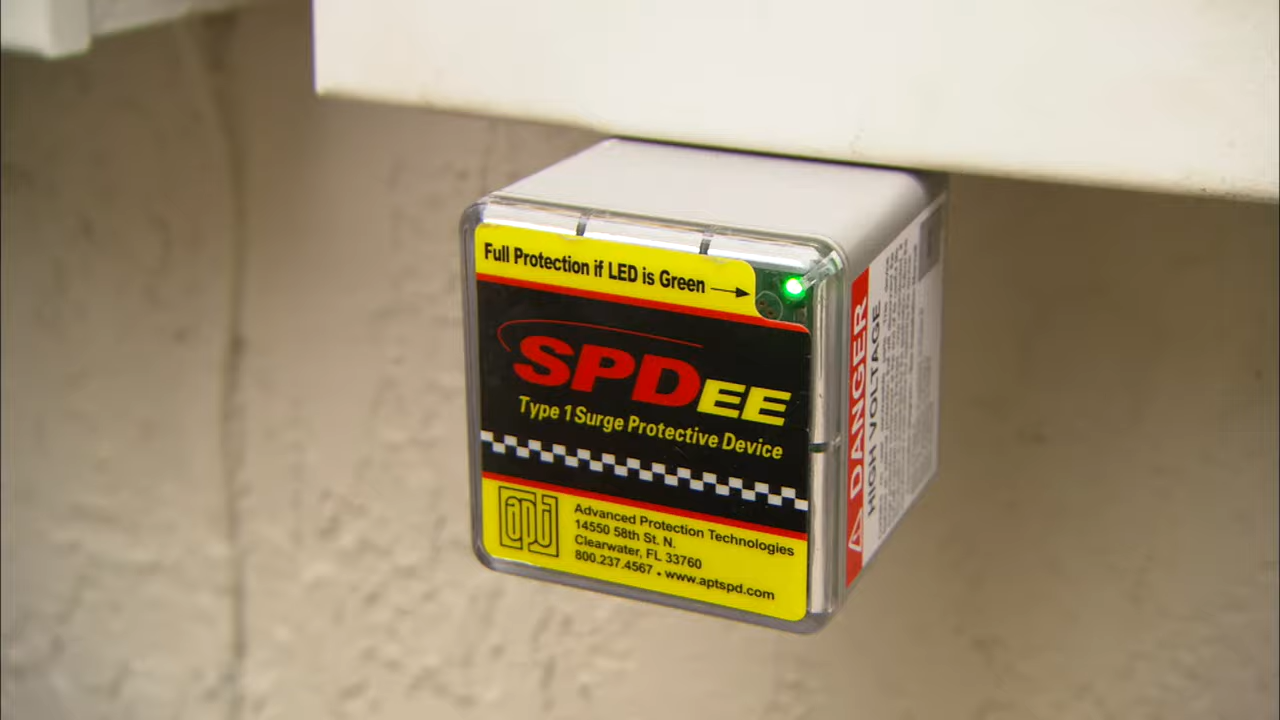 Full Protection if LED is Green
SPDEE
Type 1 Surge Protective Device
apt
Advanced Protection Technologies
14550 58th St. N.
Clearwater, FL 33760
800.237.4567 • www.aptspd.com
DANGER
HIGH VOLTAGE